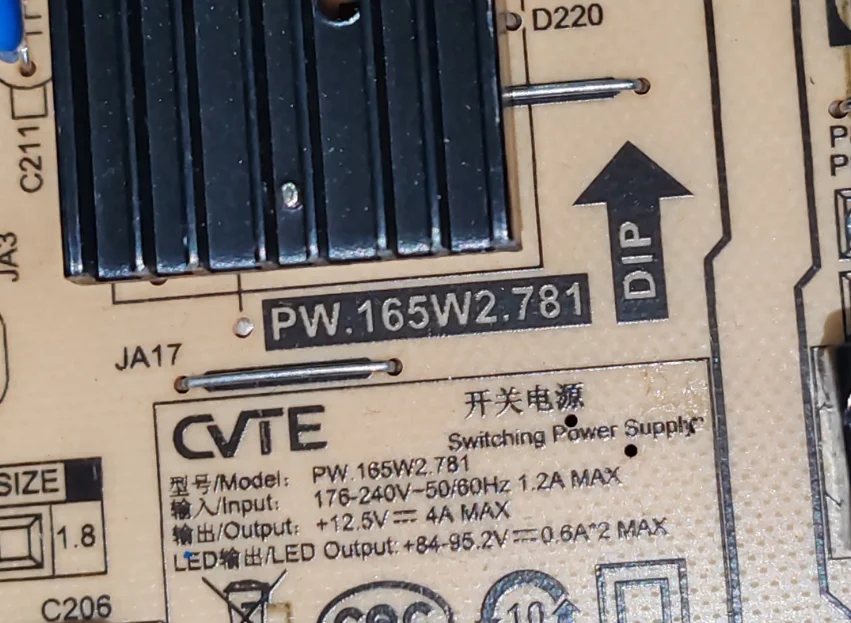 D220
C211
JA3
DIP
PW.165W2.781
JA17
CVTE
开关电源
Switching Power Supply
型号/Model: PW.165W2.781
输入/Input: 176-240V~50/60Hz 1.2A MAX
输出/Output: +12.5V⎓ 4A MAX
LED输出/LED Output: +84-95.2V⎓0.6A*2 MAX
SIZE
1.8
C206
CQC
10